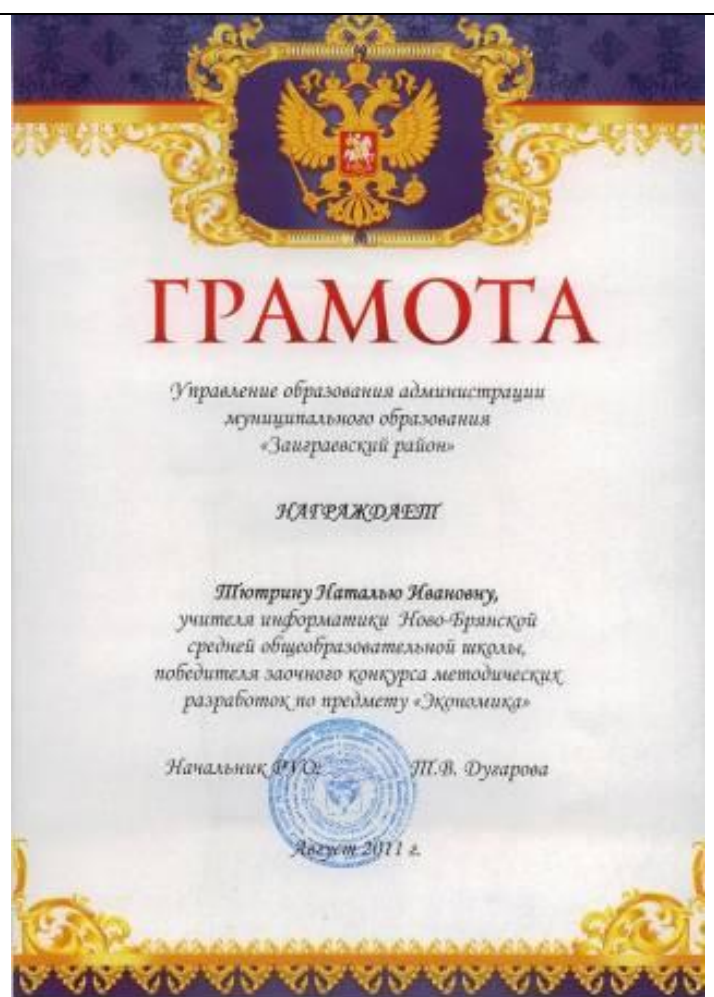 ГРАМОТА
Управление образования администрации
муниципального образования
«Заиграевский район»
НАГРАЖДАЕТ
Тютрину Наталью Ивановну,
учителя информатики Ново-Брянской
средней общеобразовательной школы,
победителя заочного конкурса методических
разработок по предмету «Экономика»
Начальник РУО: Т.В. Дугарова
Август 2011 г.